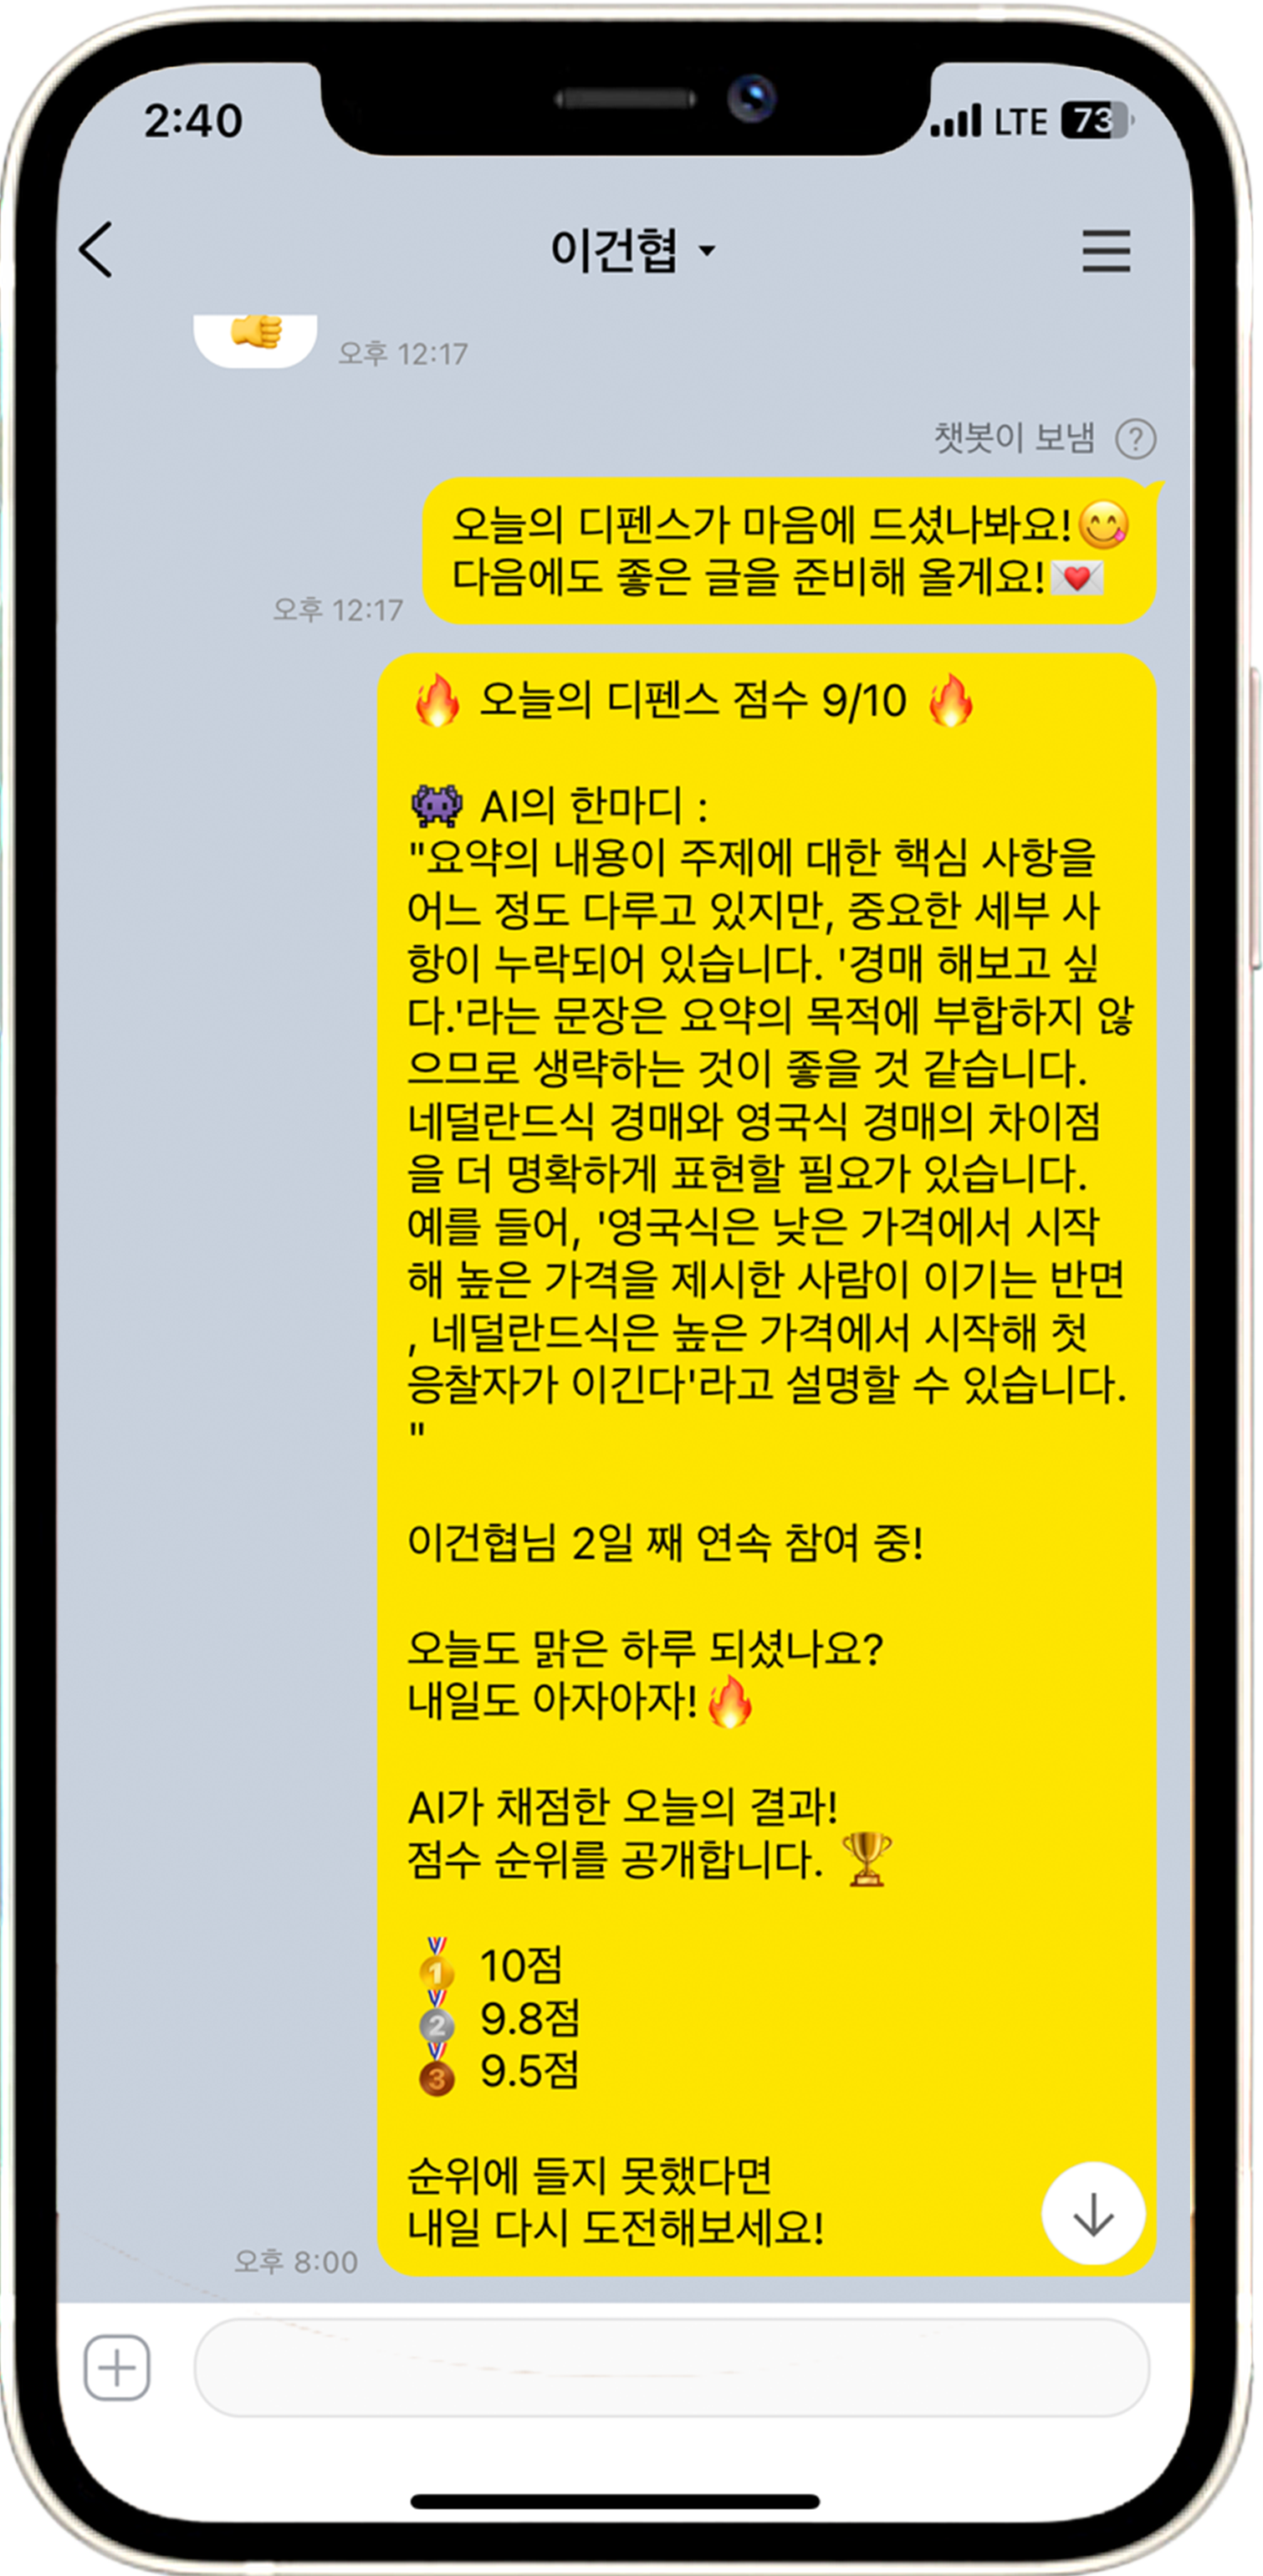 2:40
LTE 73
이건협
오후 12:17
챗봇이 보냄 ?
오늘의 디펜스가 마음에 드셨나봐요!😋
다음에도 좋은 글을 준비해 올게요!💌
오후 12:17
🔥 오늘의 디펜스 점수 9/10 🔥
👾 AI의 한마디 :
"요약의 내용이 주제에 대한 핵심 사항을
어느 정도 다루고 있지만, 중요한 세부 사
항이 누락되어 있습니다. '경매 해보고 싶
다.'라는 문장은 요약의 목적에 부합하지 않
으므로 생략하는 것이 좋을 것 같습니다.
네덜란드식 경매와 영국식 경매의 차이점
을 더 명확하게 표현할 필요가 있습니다.
예를 들어, '영국식은 낮은 가격에서 시작
해 높은 가격을 제시한 사람이 이기는 반면
, 네덜란드식은 높은 가격에서 시작해 첫
응찰자가 이긴다'라고 설명할 수 있습니다.
"
이건협님 2일 째 연속 참여 중!
오늘도 맑은 하루 되셨나요?
내일도 아자아자!🔥
AI가 채점한 오늘의 결과!
점수 순위를 공개합니다. 🏆
🥇 10점
🥈 9.8점
🥉 9.5점
순위에 들지 못했다면
내일 다시 도전해보세요!
오후 8:00